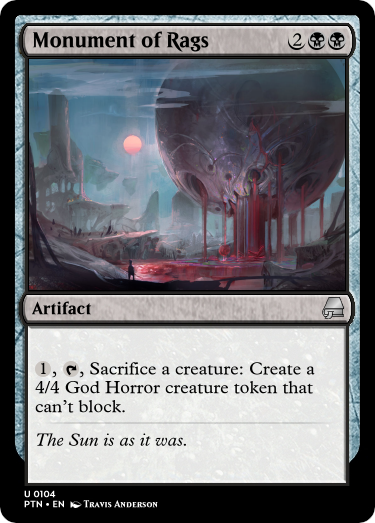 Monument of Rags 2
Artifact
1, , Sacrifice a creature: Create a
4/4 God Horror creature token that
can't block.
The Sun is as it was.
U 0104
PTN • EN Travis Anderson